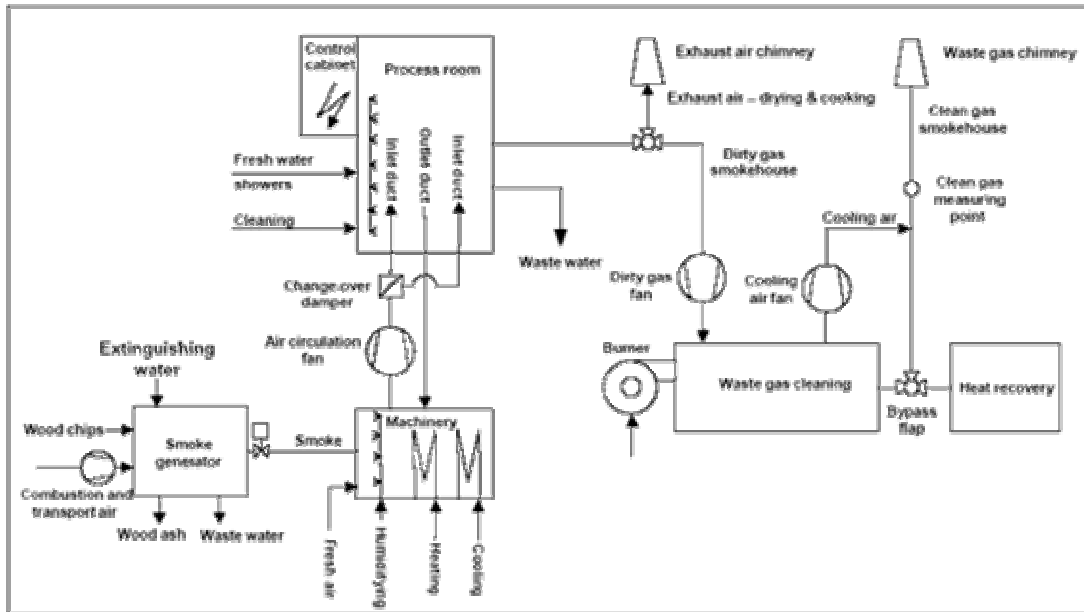 Control
cabinet
Process room
Inlet duct
Outlet duct
Inlet duct
Fresh water
showers
Cleaning
Change over
damper
Air circulation
fan
Extinguishing
water
Wood chips
Smoke
generator
Combustion and
transport air
Wood ash
Waste water
Smoke
Machinery
Fresh air
Humidifying
Heating
Cooling
Exhaust air chimney
Exhaust air – drying & cooking
Dirty gas
smokehouse
Waste water
Dirty gas
fan
Burner
Waste gas cleaning
Cooling
air fan
Cooling air
Waste gas chimney
Clean gas
smokehouse
Clean gas
measuring
point
Bypass
flap
Heat recovery